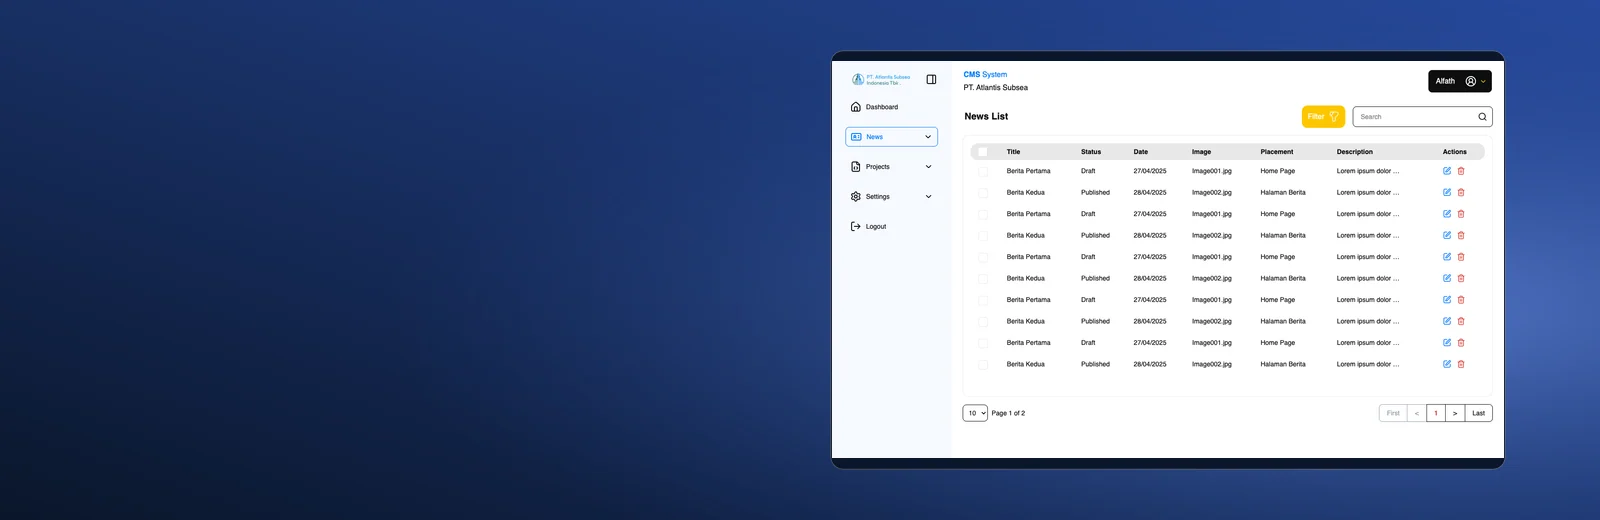 PT. Atlantis Subsea
Indonesia Tbk .
Dashboard
News
Projects
Settings
Logout
CMS System
PT. Atlantis Subsea
Alfath
News List
Filter
Search
Title Status Date Image Placement Description Actions
Berita Pertama Draft 27/04/2025 Image001.jpg Home Page Lorem ipsum dolor ...
Berita Kedua Published 28/04/2025 Image002.jpg Halaman Berita Lorem ipsum dolor ...
Berita Pertama Draft 27/04/2025 Image001.jpg Home Page Lorem ipsum dolor ...
Berita Kedua Published 28/04/2025 Image002.jpg Halaman Berita Lorem ipsum dolor ...
Berita Pertama Draft 27/04/2025 Image001.jpg Home Page Lorem ipsum dolor ...
Berita Kedua Published 28/04/2025 Image002.jpg Halaman Berita Lorem ipsum dolor ...
Berita Pertama Draft 27/04/2025 Image001.jpg Home Page Lorem ipsum dolor ...
Berita Kedua Published 28/04/2025 Image002.jpg Halaman Berita Lorem ipsum dolor ...
Berita Pertama Draft 27/04/2025 Image001.jpg Home Page Lorem ipsum dolor ...
Berita Kedua Published 28/04/2025 Image002.jpg Halaman Berita Lorem ipsum dolor ...
10 Page 1 of 2
First < 1 > Last